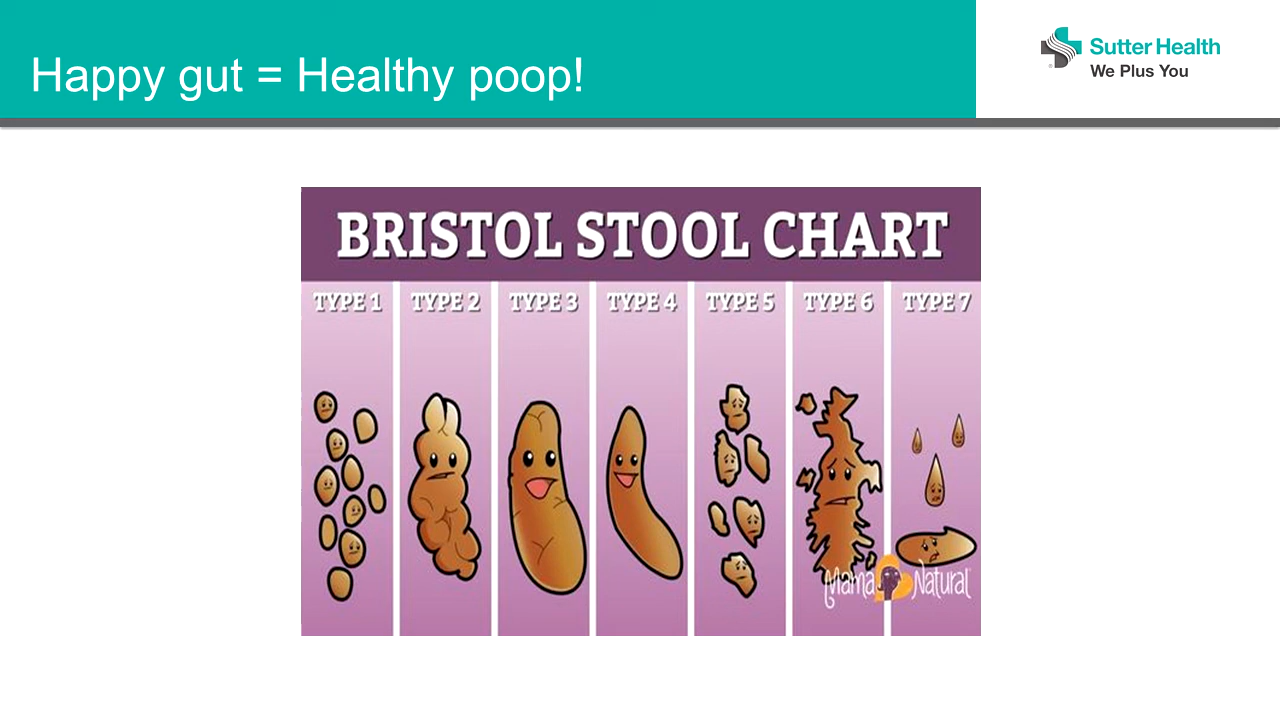 Happy gut = Healthy poop!
Sutter Health
We Plus You
BRISTOL STOOL CHART
TYPE 1 TYPE 2 TYPE 3 TYPE 4 TYPE 5 TYPE 6 TYPE 7
Mama Natural